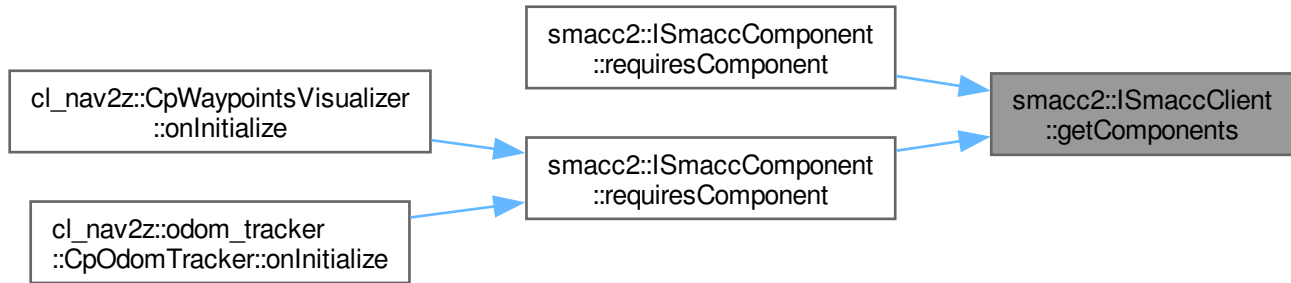 smacc2::ISmaccComponent
::requiresComponent
cl_nav2z::CpWaypointsVisualizer
::onInitialize
smacc2::ISmaccClient
::getComponents
smacc2::ISmaccComponent
::requiresComponent
cl_nav2z::odom_tracker
::CpOdomTracker::onInitialize